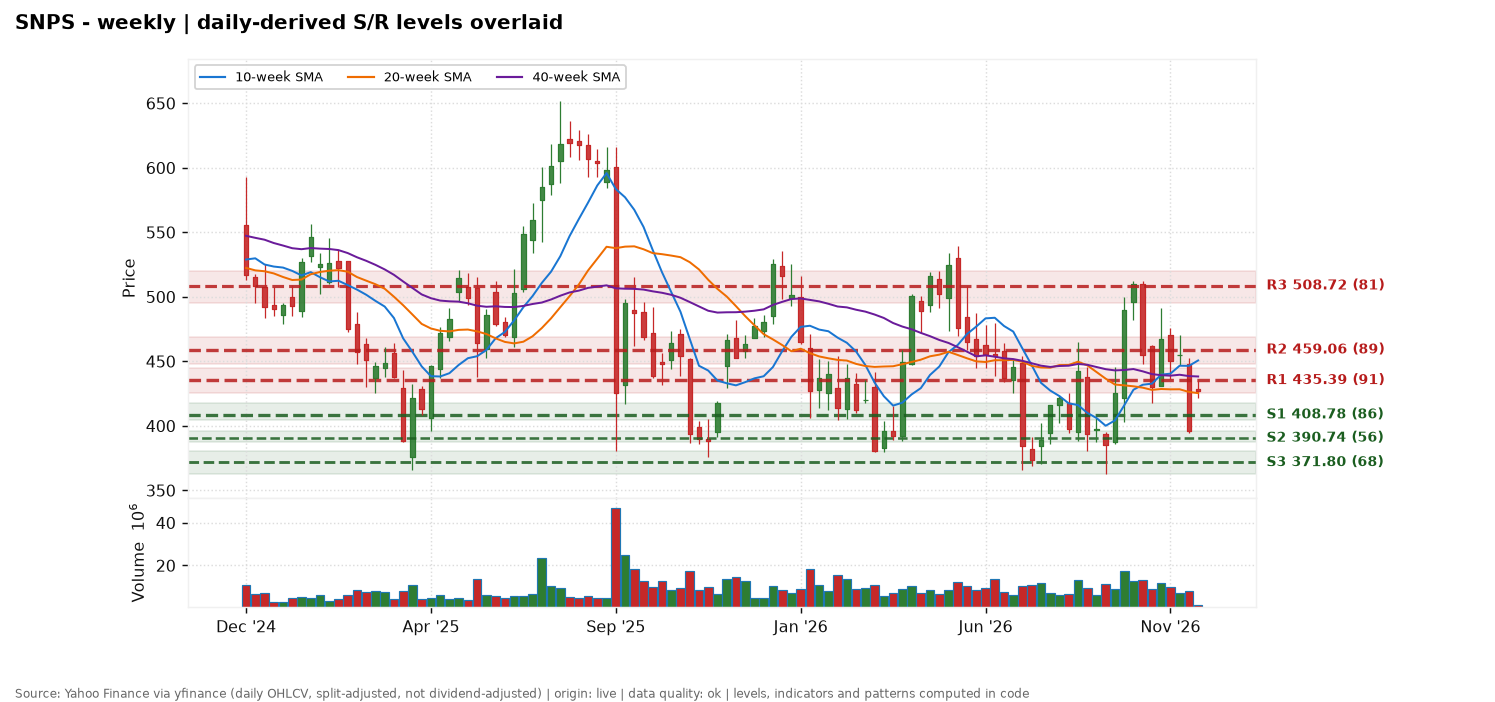 SNPS - weekly | daily-derived S/R levels overlaid
10-week SMA
20-week SMA
40-week SMA
Price
650
600
550
500
450
400
350
R3 508.72 (81)
R2 459.06 (89)
R1 435.39 (91)
S1 408.78 (86)
S2 390.74 (56)
S3 371.80 (68)
Volume 10⁶
40
20
Dec '24
Apr '25
Sep '25
Jan '26
Jun '26
Nov '26
Source: Yahoo Finance via yfinance (daily OHLCV, split-adjusted, not dividend-adjusted) | origin: live | data quality: ok | levels, indicators and patterns computed in code